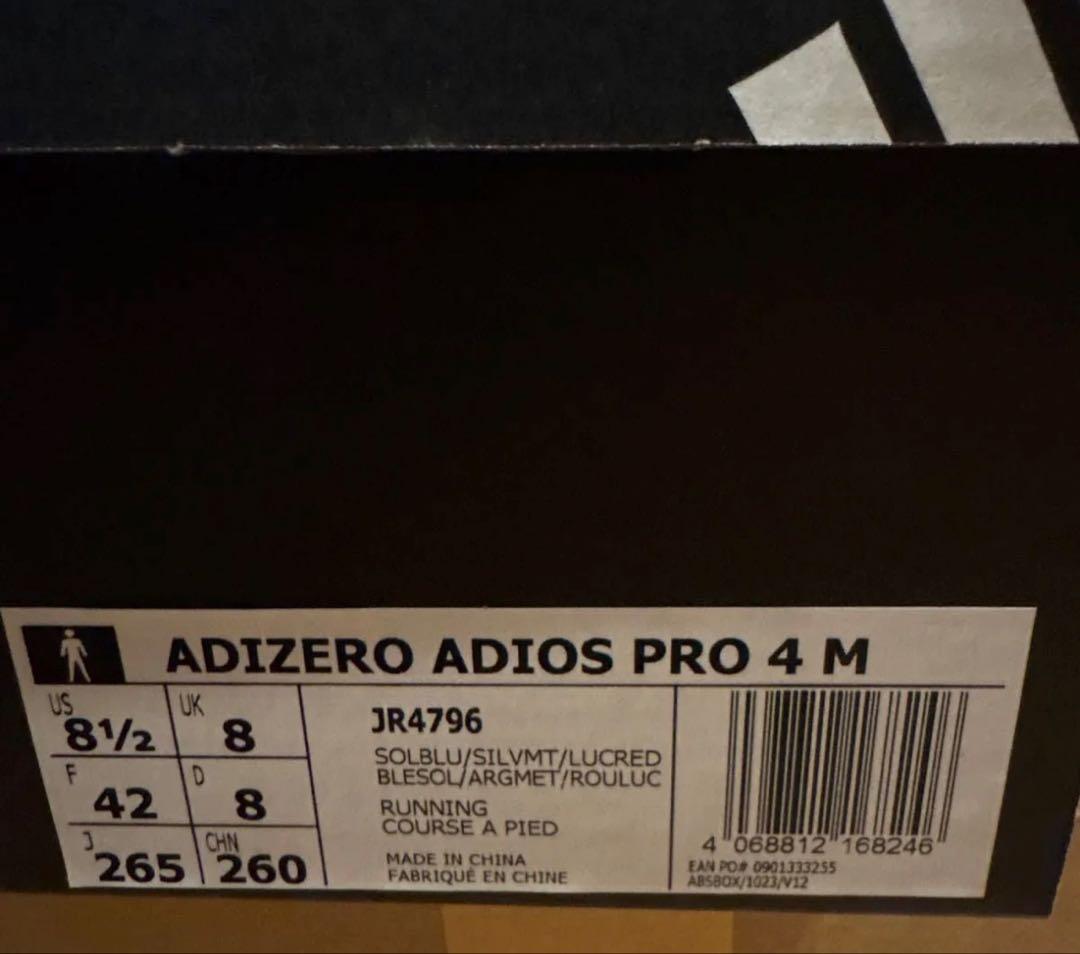 ADIZERO ADIOS PRO 4 M
US 8½
UK 8
F 42
D 8
J 265
CHN 260
JR4796
SOLBLU/SILVMT/LUCRED
BLESOL/ARGMET/ROULUC
RUNNING
COURSE A PIED
MADE IN CHINA
FABRIQUÉ EN CHINE
4 068812 168246
EAN PO# 0901333255
ABSBOX/1023/V12